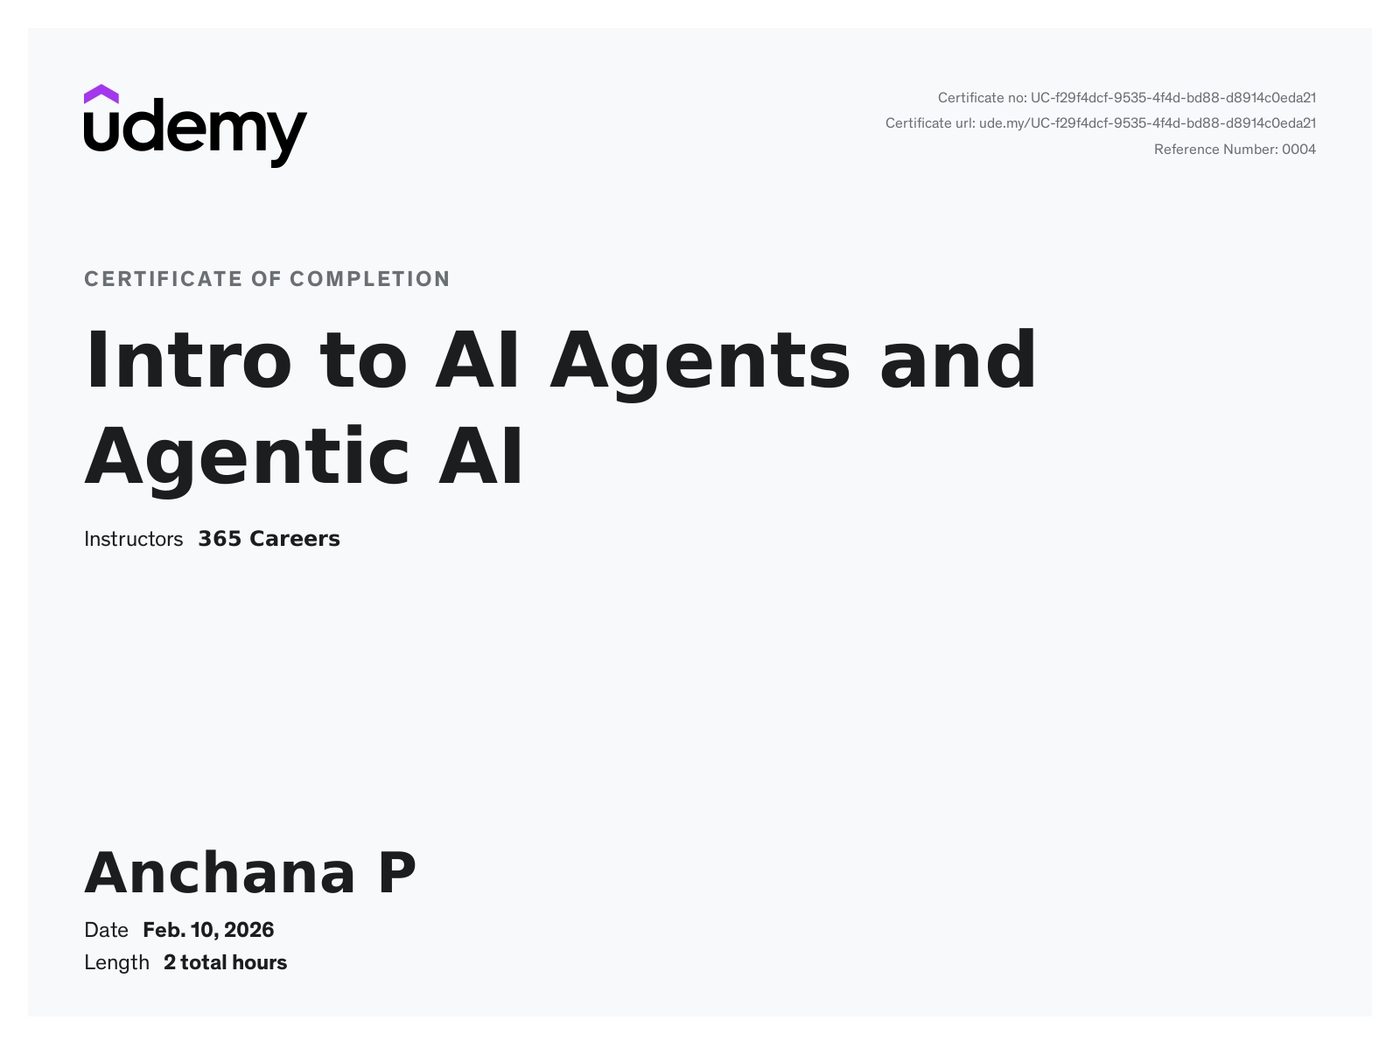 udemy
Certificate no: UC-f29f4dcf-9535-4f4d-bd88-d8914c0eda21
Certificate url: ude.my/UC-f29f4dcf-9535-4f4d-bd88-d8914c0eda21
Reference Number: 0004
CERTIFICATE OF COMPLETION
Intro to AI Agents and
Agentic AI
Instructors 365 Careers
Anchana P
Date Feb. 10, 2026
Length 2 total hours